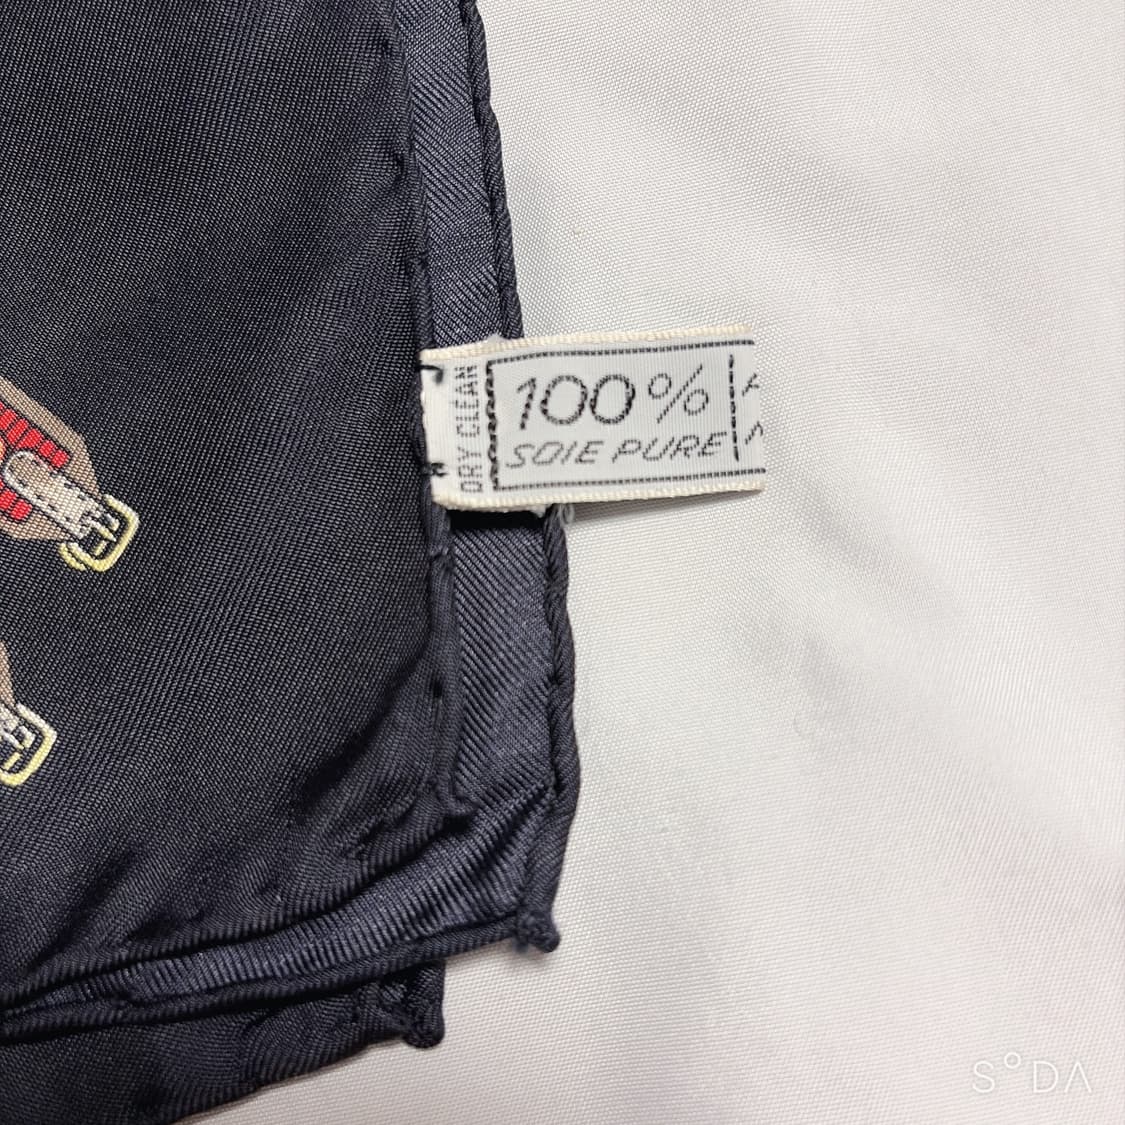 DRY CLEAN
100%
SOIE PURE
S°DA